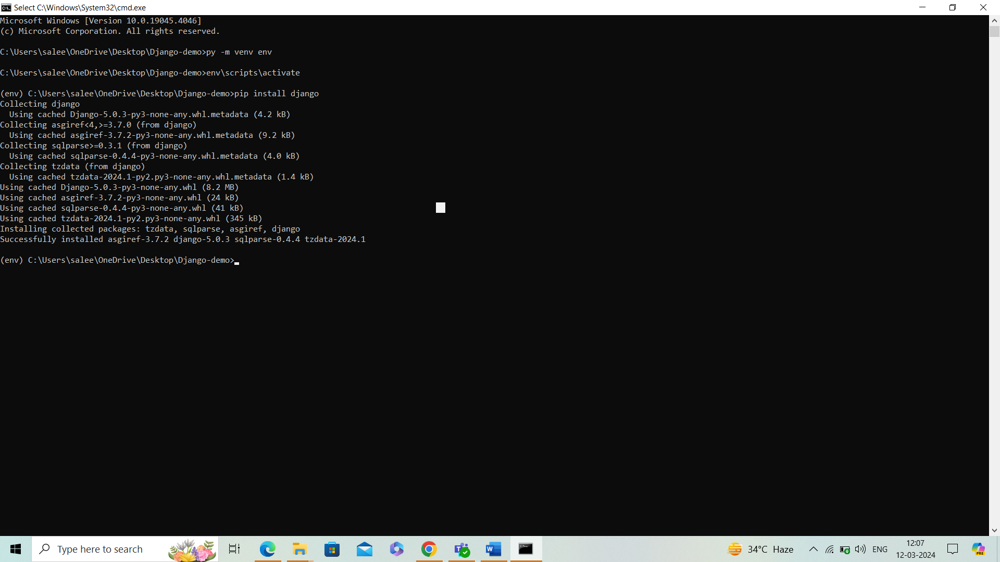 Select C:\Windows\System32\cmd.exe
Microsoft Windows [Version 10.0.19045.4046]
(c) Microsoft Corporation. All rights reserved.
C:\Users\salee\OneDrive\Desktop\Django-demo>py -m venv env
C:\Users\salee\OneDrive\Desktop\Django-demo>env\scripts\activate
(env) C:\Users\salee\OneDrive\Desktop\Django-demo>pip install django
Collecting django
  Using cached Django-5.0.3-py3-none-any.whl.metadata (4.2 kB)
Collecting asgiref<4,>=3.7.0 (from django)
  Using cached asgiref-3.7.2-py3-none-any.whl.metadata (9.2 kB)
Collecting sqlparse>=0.3.1 (from django)
  Using cached sqlparse-0.4.4-py3-none-any.whl.metadata (4.0 kB)
Collecting tzdata (from django)
  Using cached tzdata-2024.1-py2.py3-none-any.whl.metadata (1.4 kB)
Using cached Django-5.0.3-py3-none-any.whl (8.2 MB)
Using cached asgiref-3.7.2-py3-none-any.whl (24 kB)
Using cached sqlparse-0.4.4-py3-none-any.whl (41 kB)
Using cached tzdata-2024.1-py2.py3-none-any.whl (345 kB)
Installing collected packages: tzdata, sqlparse, asgiref, django
Successfully installed asgiref-3.7.2 django-5.0.3 sqlparse-0.4.4 tzdata-2024.1
(env) C:\Users\salee\OneDrive\Desktop\Django-demo>
Type here to search
34°C Haze
ENG
12:07
12-03-2024
PRE